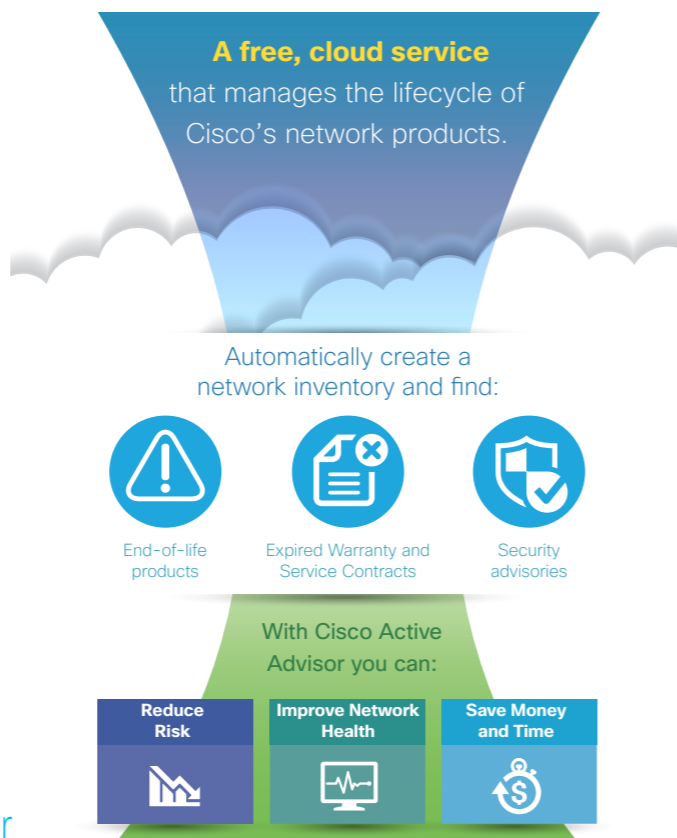 A free, cloud service
that manages the lifecycle of
Cisco's network products.
Automatically create a
network inventory and find:
End-of-life
products
Expired Warranty and
Service Contracts
Security
advisories
With Cisco Active
Advisor you can:
Reduce
Risk
Improve Network
Health
Save Money
and Time
$
r